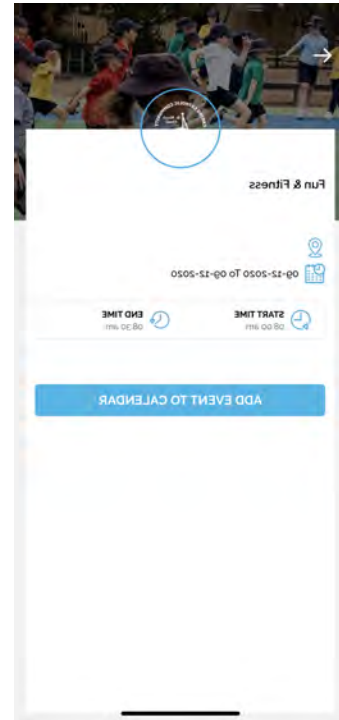 Fun & Fitness
09-12-2020 To 09-12-2020
START TIME
08.00 am
END TIME
08.30 am
ADD EVENT TO CALENDAR